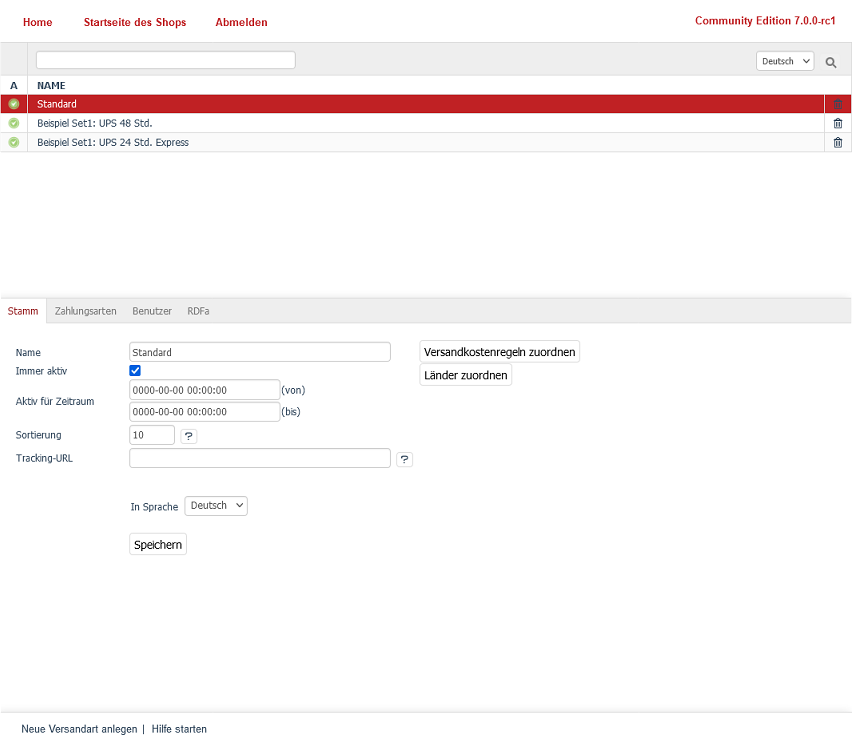 Home Startseite des Shops Abmelden Community Edition 7.0.0-rc1
Deutsch
A NAME
Standard
Beispiel Set1: UPS 48 Std.
Beispiel Set1: UPS 24 Std. Express
Stamm Zahlungsarten Benutzer RDFa
Name Standard Versandkostenregeln zuordnen
Immer aktiv Länder zuordnen
Aktiv für Zeitraum 0000-00-00 00:00:00 (von)
0000-00-00 00:00:00 (bis)
Sortierung 10 ?
Tracking-URL ?
In Sprache Deutsch
Speichern
Neue Versandart anlegen | Hilfe starten